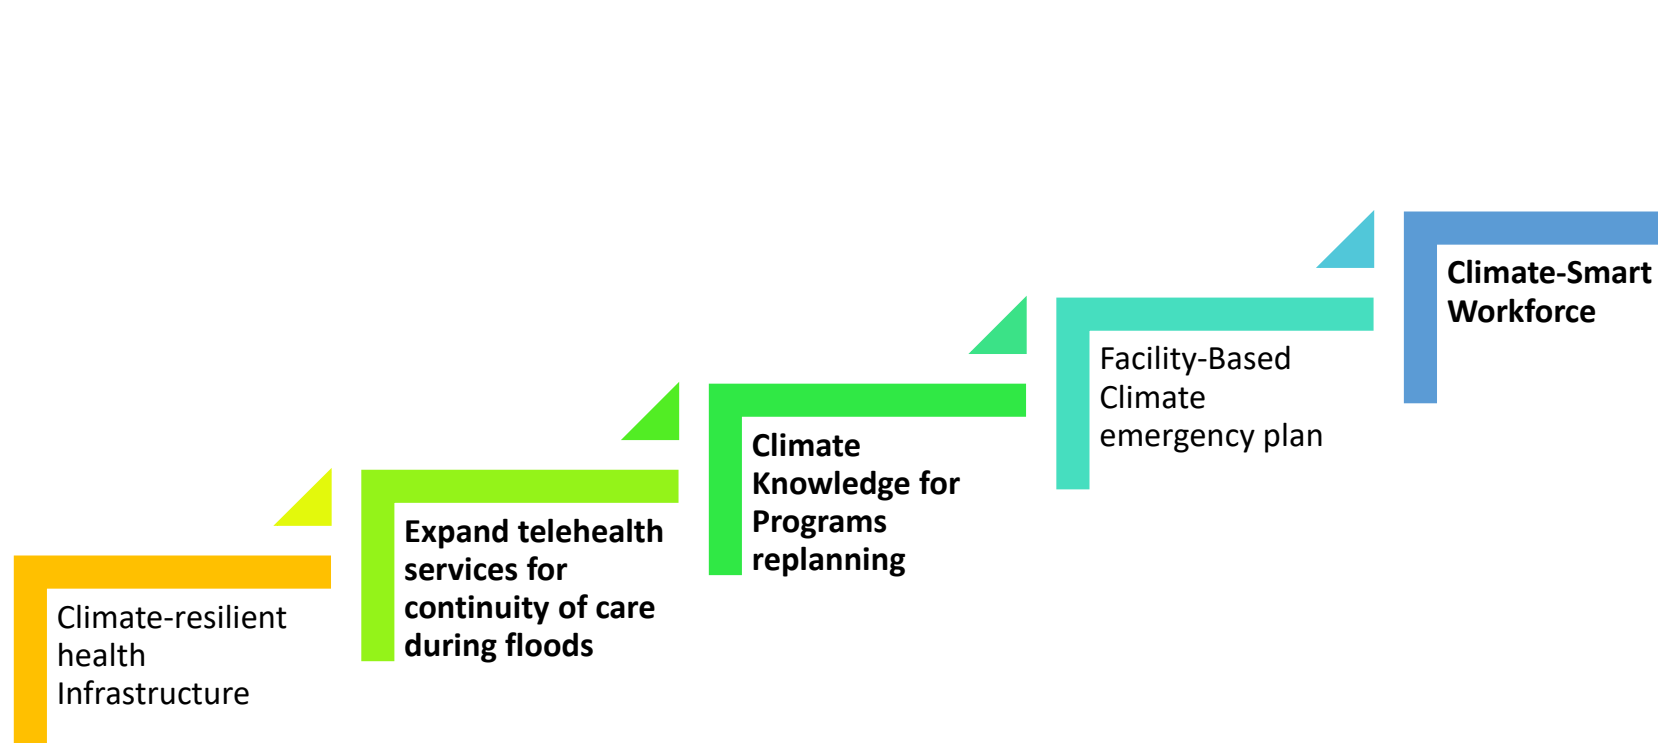 Climate-resilient
health
Infrastructure
Expand telehealth
services for
continuity of care
during floods
Climate
Knowledge for
Programs
replanning
Facility-Based
Climate
emergency plan
Climate-Smart
Workforce